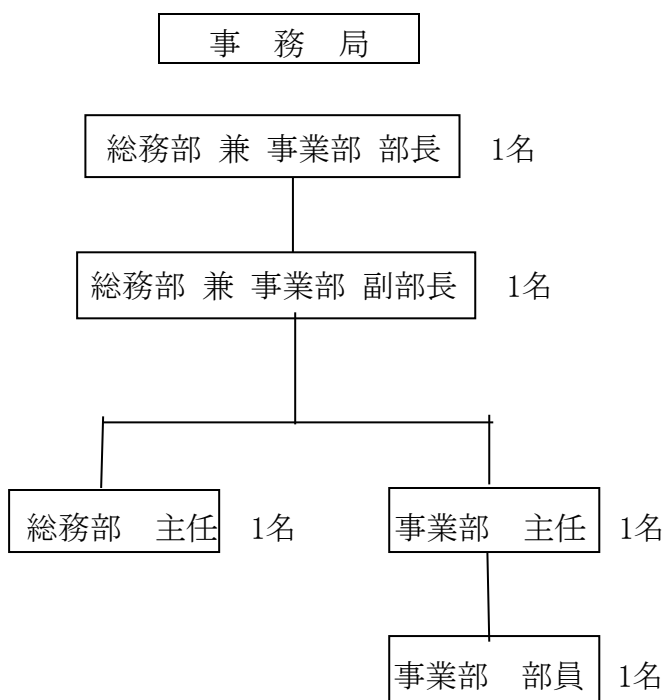 事 務 局
総務部 兼 事業部 部長 1名
総務部 兼 事業部 副部長 1名
総務部 主任 1名
事業部 主任 1名
事業部 部員 1名